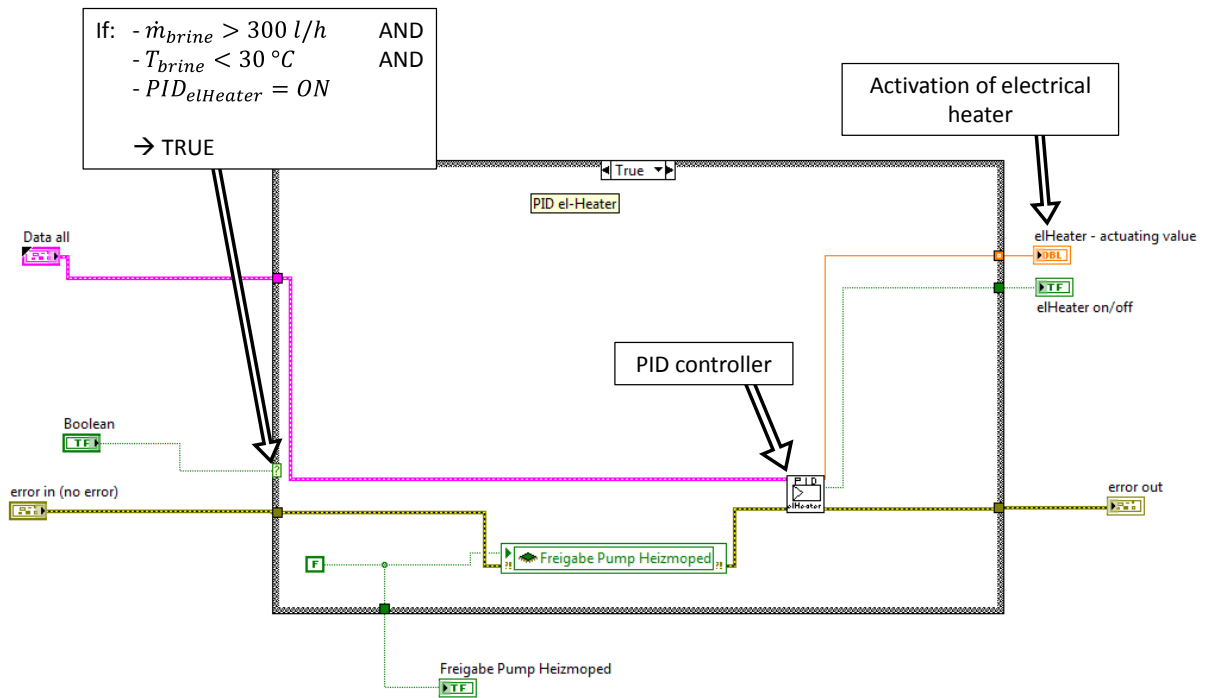 If: - ṁ_brine > 300 l/h AND
- T_brine < 30 °C AND
- PID_elHeater = ON
→ TRUE
Activation of electrical
heater
True
PID el-Heater
Data all
elHeater - actuating value
DBL
TF
elHeater on/off
PID controller
Boolean
TF
?
PID
elHeater
error in (no error)
error out
F
?! Freigabe Pump Heizmoped ?!
Freigabe Pump Heizmoped
TF